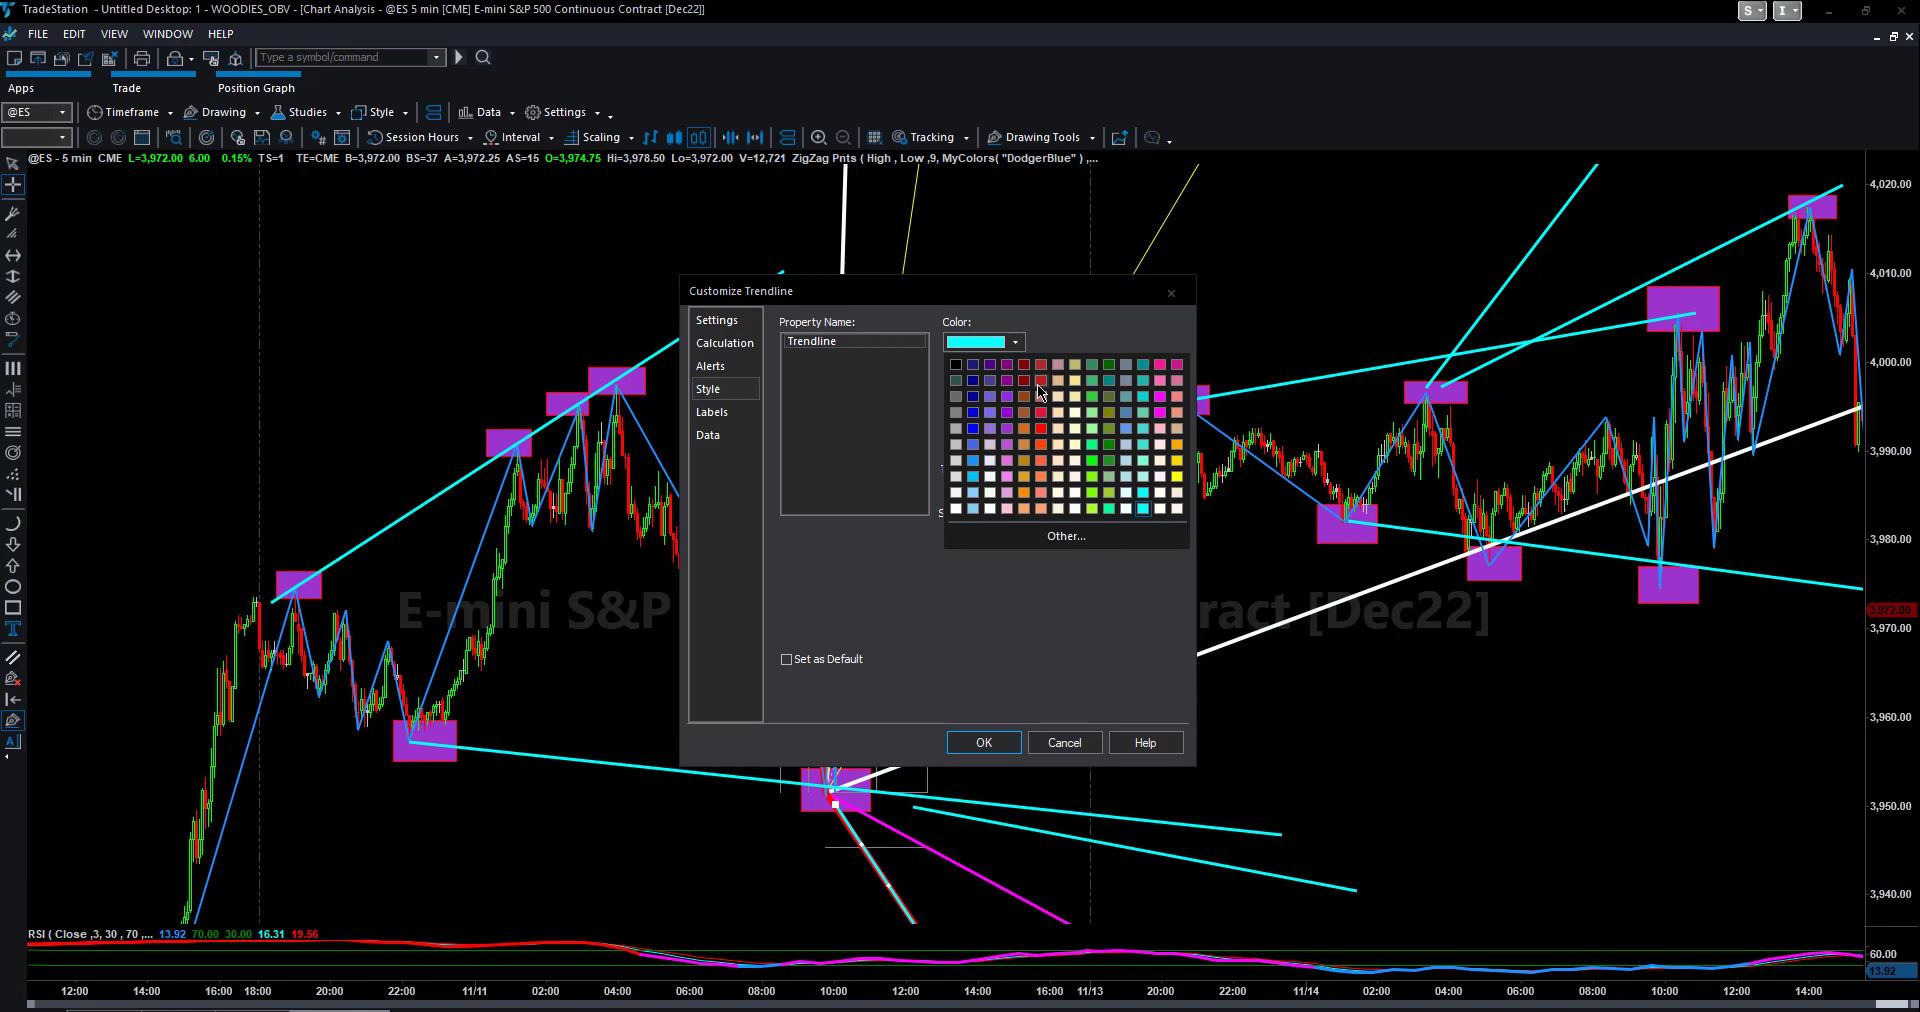 TradeStation - Untitled Desktop: 1 - WOODIES_OBV - [Chart Analysis - @ES 5 min [CME] E-mini S&P 500 Continuous Contract [Dec22]]
S
I
FILE EDIT VIEW WINDOW HELP
Type a symbol/command
Apps Trade Position Graph
@ES Timeframe Drawing Studies Style Data Settings
Session Hours Interval Scaling Tracking Drawing Tools
@ES - 5 min CME L=3,972.00 6.00 0.15% TS=1 TE=CME B=3,972.00 BS=37 A=3,972.25 AS=15 O=3,974.75 Hi=3,978.50 Lo=3,972.00 V=12,721 ZigZag Pnts ( High , Low ,9, MyColors( "DodgerBlue" ) ,...
4,020.00
4,010.00
4,000.00
3,990.00
3,980.00
3,972.00
3,970.00
3,960.00
3,950.00
3,940.00
Customize Trendline
Settings
Calculation
Alerts
Style
Labels
Data
Property Name:
Trendline
Color:
Other...
Set as Default
OK Cancel Help
E-mini S&P
ract [Dec22]
RSI ( Close ,3, 30 , 70 ,... 13.92 70.00 30.00 16.31 19.56
60.00
13.92
12:00 14:00 16:00 18:00 20:00 22:00 11/11 02:00 04:00 06:00 08:00 10:00 12:00 14:00 16:00 11/13 20:00 22:00 11/14 02:00 04:00 06:00 08:00 10:00 12:00 14:00